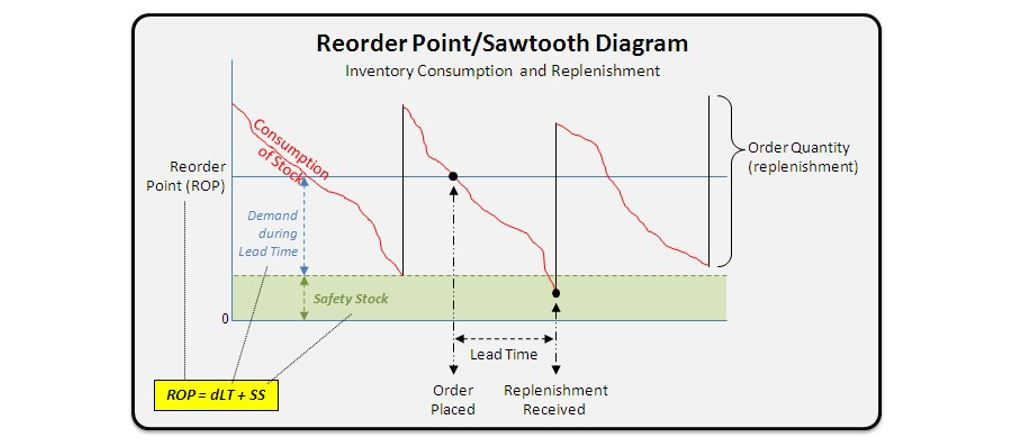 Reorder Point/Sawtooth Diagram
Inventory Consumption and Replenishment
Consumption
of Stock
Reorder
Point (ROP)
Order Quantity
(replenishment)
Demand
during
Lead Time
Safety Stock
0
Lead Time
ROP = dLT + SS
Order
Placed
Replenishment
Received